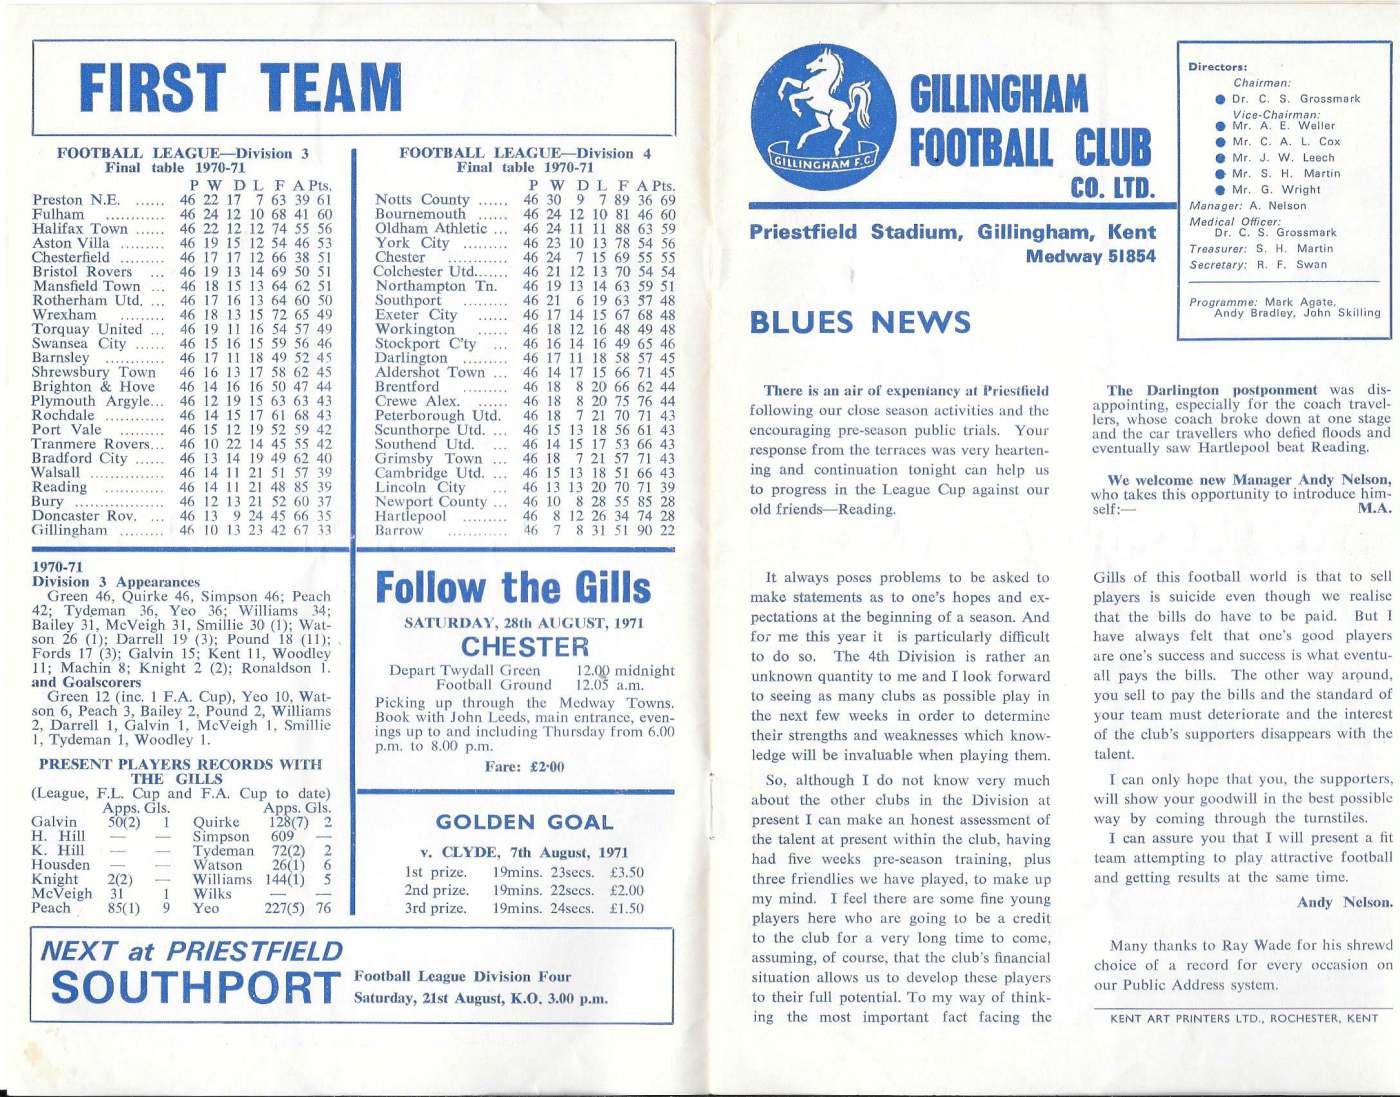 FIRST TEAM
FOOTBALL LEAGUE—Division 3
Final table 1970-71
P W D L F A Pts.
Preston N.E. ...... 46 22 17 7 63 39 61
Fulham ............ 46 24 12 10 68 41 60
Halifax Town ...... 46 22 12 12 74 55 56
Aston Villa ......... 46 19 15 12 54 46 53
Chesterfield ......... 46 17 17 12 66 38 51
Bristol Rovers ... 46 19 13 14 69 50 51
Mansfield Town ... 46 18 15 13 64 62 51
Rotherham Utd. ... 46 17 16 13 64 60 50
Wrexham ......... 46 18 13 15 72 65 49
Torquay United ... 46 19 11 16 54 57 49
Swansea City ...... 46 15 16 15 59 56 46
Barnsley ............ 46 17 11 18 49 52 45
Shrewsbury Town 46 16 13 17 58 62 45
Brighton & Hove 46 14 16 16 50 47 44
Plymouth Argyle... 46 12 19 15 63 63 43
Rochdale ............ 46 14 15 17 61 68 43
Port Vale ............ 46 15 12 19 52 59 42
Tranmere Rovers... 46 10 22 14 45 55 42
Bradford City ...... 46 13 14 19 49 62 40
Walsall ............... 46 14 11 21 51 57 39
Reading ............ 46 14 11 21 48 85 39
Bury .................. 46 12 13 21 52 60 37
Doncaster Rov. ... 46 13 9 24 45 66 35
Gillingham ......... 46 10 13 23 42 67 33
FOOTBALL LEAGUE—Division 4
Final table 1970-71
P W D L F A Pts.
Notts County ...... 46 30 9 7 89 36 69
Bournemouth ...... 46 24 12 10 81 46 60
Oldham Athletic ... 46 24 11 11 88 63 59
York City ......... 46 23 10 13 78 54 56
Chester ............ 46 24 7 15 69 55 55
Colchester Utd....... 46 21 12 13 70 54 54
Northampton Tn. 46 19 13 14 63 59 51
Southport ......... 46 21 6 19 63 57 48
Exeter City ...... 46 17 14 15 67 68 48
Workington ...... 46 18 12 16 48 49 48
Stockport C'ty ... 46 16 14 16 49 65 46
Darlington ......... 46 17 11 18 58 57 45
Aldershot Town ... 46 14 17 15 66 71 45
Brentford ......... 46 18 8 20 66 62 44
Crewe Alex. ...... 46 18 8 20 75 76 44
Peterborough Utd. 46 18 7 21 70 71 43
Scunthorpe Utd. ... 46 15 13 18 56 61 43
Southend Utd. ... 46 14 15 17 53 66 43
Grimsby Town ... 46 18 7 21 57 71 43
Cambridge Utd. ... 46 15 13 18 51 66 43
Lincoln City ... 46 13 13 20 70 71 39
Newport County ... 46 10 8 28 55 85 28
Hartlepool ......... 46 8 12 26 34 74 28
Barrow ............ 46 7 8 31 51 90 22
1970-71
Division 3 Appearances
Green 46, Quirke 46, Simpson 46; Peach
42; Tydeman 36, Yeo 36; Williams 34;
Bailey 31, McVeigh 31, Smillie 30 (1); Wat-
son 26 (1); Darrell 19 (3); Pound 18 (11);
Fords 17 (3); Galvin 15; Kent 11, Woodley
11; Machin 8; Knight 2 (2); Ronaldson 1.
and Goalscorers
Green 12 (inc. 1 F.A. Cup), Yeo 10, Wat-
son 6, Peach 3, Bailey 2, Pound 2, Williams
2, Darrell 1, Galvin 1, McVeigh 1, Smillie
1, Tydeman 1, Woodley 1.
PRESENT PLAYERS RECORDS WITH
THE GILLS
(League, F.L. Cup and F.A. Cup to date)
Apps. Gls. Apps. Gls.
Galvin 50(2) 1 Quirke 128(7) 2
H. Hill — — Simpson 609 —
K. Hill — — Tydeman 72(2) 2
Housden — — Watson 26(1) 6
Knight 2(2) — Williams 144(1) 5
McVeigh 31 1 Wilks — —
Peach 85(1) 9 Yeo 227(5) 76
Follow the Gills
SATURDAY, 28th AUGUST, 1971
CHESTER
Depart Twydall Green 12.00 midnight
Football Ground 12.05 a.m.
Picking up through the Medway Towns.
Book with John Leeds, main entrance, even-
ings up to and including Thursday from 6.00
p.m. to 8.00 p.m.
Fare: £2·00
GOLDEN GOAL
v. CLYDE, 7th August, 1971
1st prize. 19mins. 23secs. £3.50
2nd prize. 19mins. 22secs. £2.00
3rd prize. 19mins. 24secs. £1.50
NEXT at PRIESTFIELD
SOUTHPORT
Football League Division Four
Saturday, 21st August, K.O. 3.00 p.m.
GILLINGHAM F.C.
GILLINGHAM
FOOTBALL CLUB
CO. LTD.
Priestfield Stadium, Gillingham, Kent
Medway 51854
Directors:
Chairman:
Dr. C. S. Grossmark
Vice-Chairman:
Mr. A. E. Weller
Mr. C. A. L. Cox
Mr. J. W. Leech
Mr. S. H. Martin
Mr. G. Wright
Manager: A. Nelson
Medical Officer:
Dr. C. S. Grossmark
Treasurer: S. H. Martin
Secretary: R. F. Swan
Programme: Mark Agate,
Andy Bradley, John Skilling
BLUES NEWS
There is an air of expentancy at Priestfield
following our close season activities and the
encouraging pre-season public trials. Your
response from the terraces was very hearten-
ing and continuation tonight can help us
to progress in the League Cup against our
old friends—Reading.
The Darlington postponment was dis-
appointing, especially for the coach travel-
lers, whose coach broke down at one stage
and the car travellers who defied floods and
eventually saw Hartlepool beat Reading.
We welcome new Manager Andy Nelson,
who takes this opportunity to introduce him-
self:— M.A.
It always poses problems to be asked to
make statements as to one's hopes and ex-
pectations at the beginning of a season. And
for me this year it is particularly difficult
to do so. The 4th Division is rather an
unknown quantity to me and I look forward
to seeing as many clubs as possible play in
the next few weeks in order to determine
their strengths and weaknesses which know-
ledge will be invaluable when playing them.
So, although I do not know very much
about the other clubs in the Division at
present I can make an honest assessment of
the talent at present within the club, having
had five weeks pre-season training, plus
three friendlies we have played, to make up
my mind. I feel there are some fine young
players here who are going to be a credit
to the club for a very long time to come,
assuming, of course, that the club's financial
situation allows us to develop these players
to their full potential. To my way of think-
ing the most important fact facing the
Gills of this football world is that to sell
players is suicide even though we realise
that the bills do have to be paid. But I
have always felt that one's good players
are one's success and success is what eventu-
all pays the bills. The other way around,
you sell to pay the bills and the standard of
your team must deteriorate and the interest
of the club's supporters disappears with the
talent.
I can only hope that you, the supporters,
will show your goodwill in the best possible
way by coming through the turnstiles.
I can assure you that I will present a fit
team attempting to play attractive football
and getting results at the same time.
Andy Nelson.
Many thanks to Ray Wade for his shrewd
choice of a record for every occasion on
our Public Address system.
KENT ART PRINTERS LTD., ROCHESTER, KENT